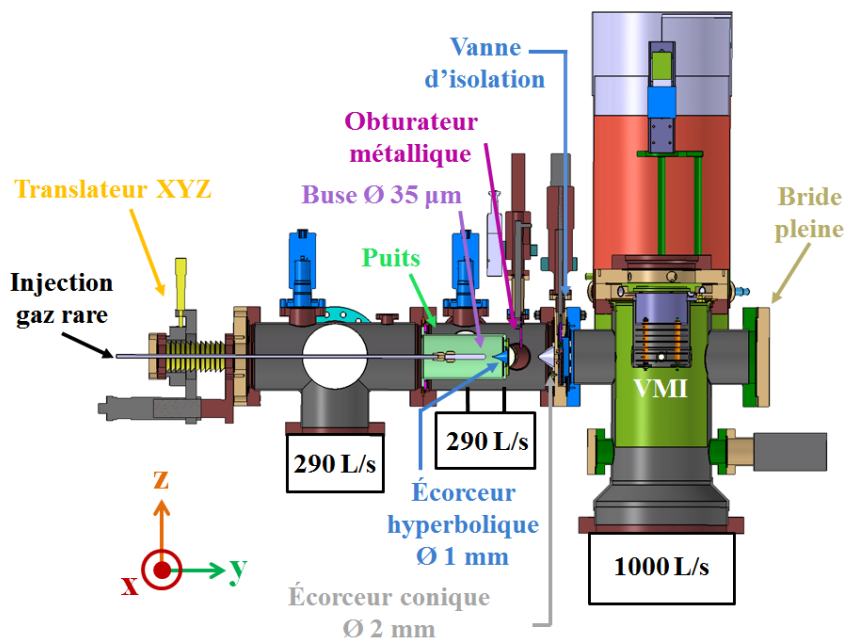 Vanne
d’isolation
Obturateur
métallique
Translateur XYZ
Buse Ø 35 µm
Bride
pleine
Puits
Injection
gaz rare
VMI
290 L/s
290 L/s
z
Écorceur
hyperbolique
Ø 1 mm
1000 L/s
x
y
Écorceur conique
Ø 2 mm